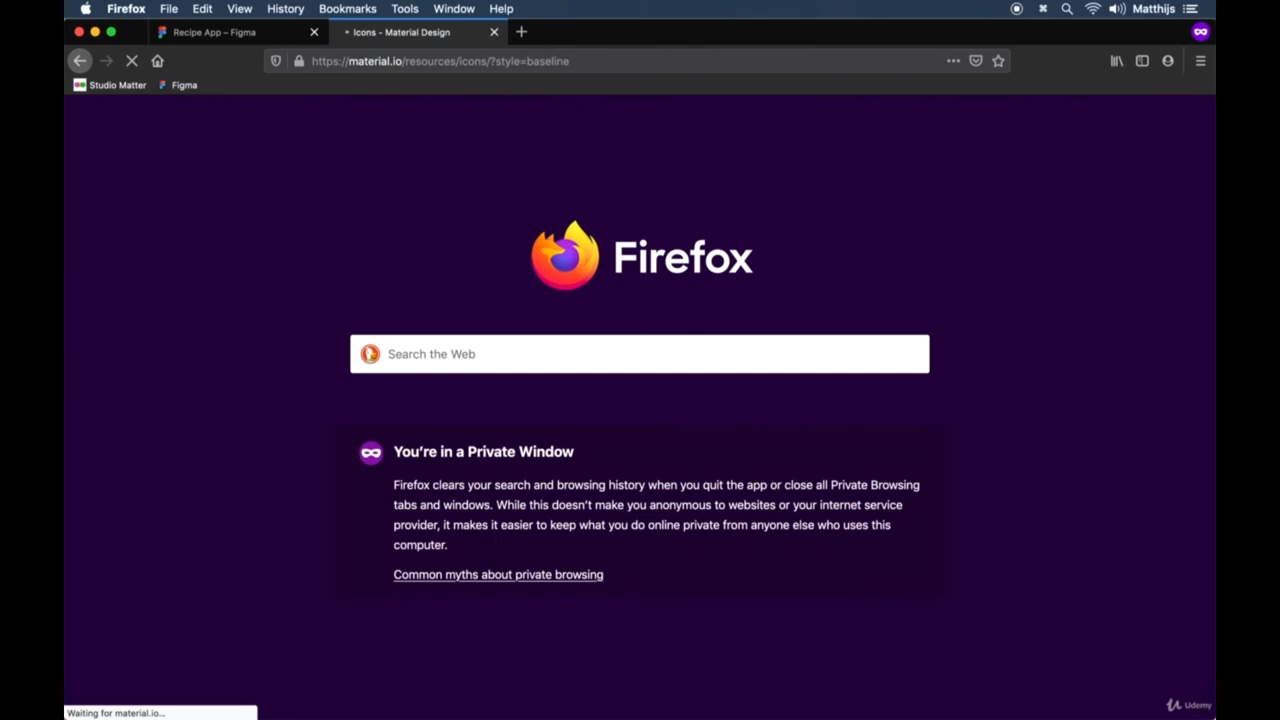 Firefox File Edit View History Bookmarks Tools Window Help Matthijs
Recipe App – Figma Icons - Material Design
https://material.io/resources/icons/?style=baseline
Studio Matter Figma
Firefox
Search the Web
You're in a Private Window
Firefox clears your search and browsing history when you quit the app or close all Private Browsing
tabs and windows. While this doesn't make you anonymous to websites or your internet service
provider, it makes it easier to keep what you do online private from anyone else who uses this
computer.
Common myths about private browsing
Waiting for material.io...
Udemy